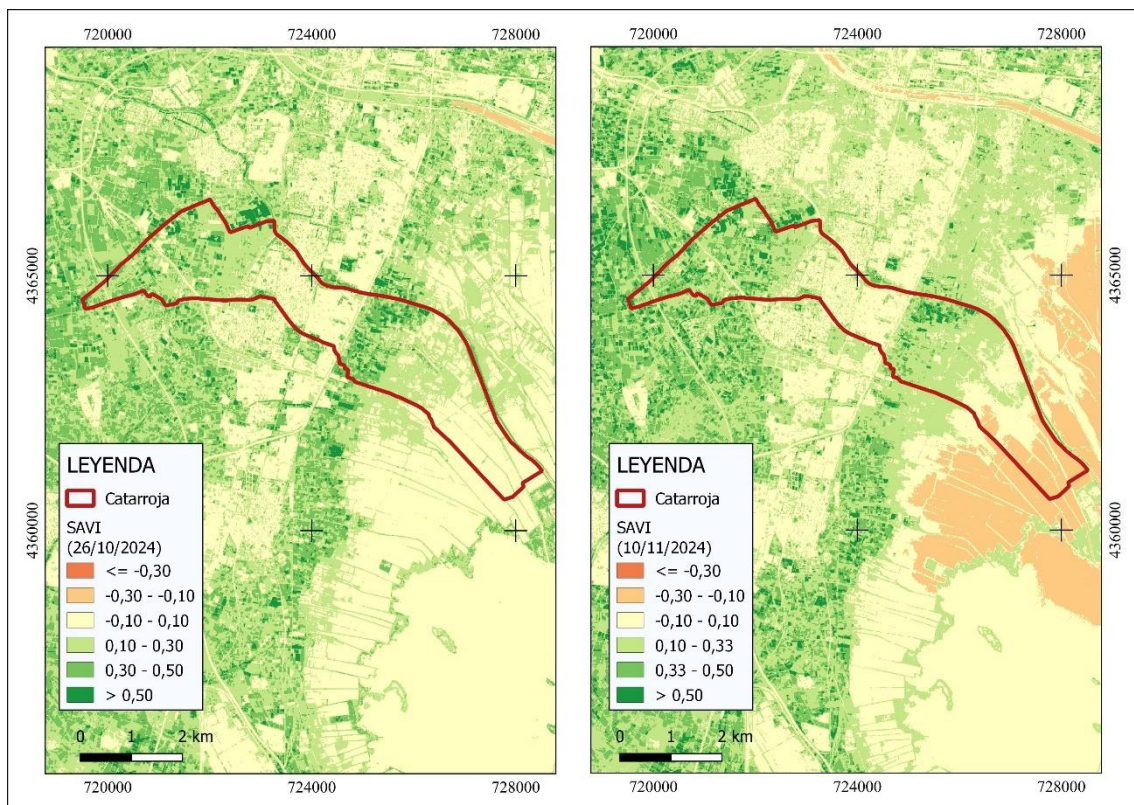 720000 724000 728000
720000 724000 728000
4365000
4360000
LEYENDA
Catarroja
SAVI
(26/10/2024)
<= -0,30
-0,30 - -0,10
-0,10 - 0,10
0,10 - 0,30
0,30 - 0,50
> 0,50
0 1 2 km
720000 724000 728000
LEYENDA
Catarroja
SAVI
(10/11/2024)
<= -0,30
-0,30 - -0,10
-0,10 - 0,10
0,10 - 0,33
0,33 - 0,50
> 0,50
0 1 2 km
720000 724000 728000
4365000
4360000